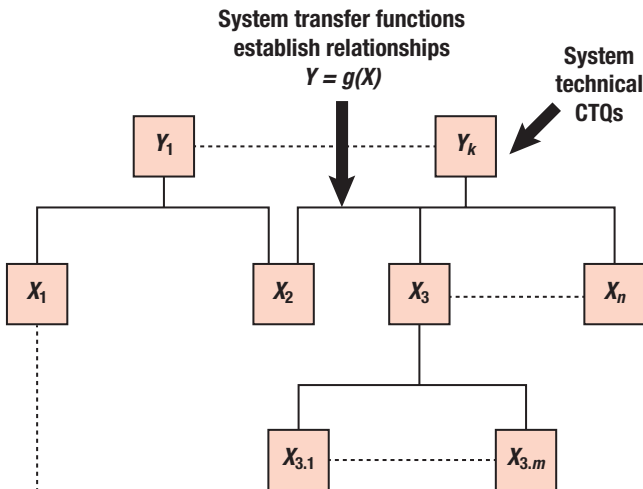 System transfer functions
establish relationships
Y = g(X)
System
technical
CTQs
Y₁
Yₖ
X₁
X₂
X₃
Xₙ
X₃.₁
X₃.ₘ